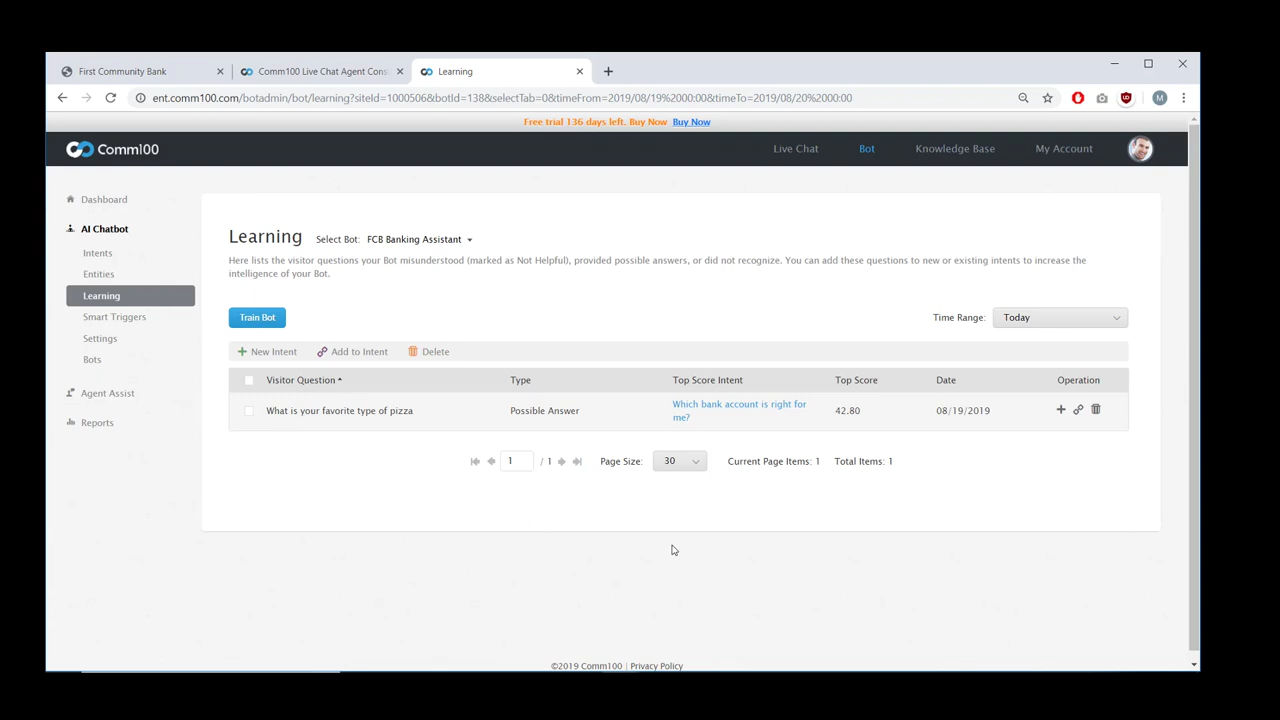 First Community Bank
Comm100 Live Chat Agent Cons
Learning
ent.comm100.com/botadmin/bot/learning?siteId=1000506&botId=138&selectTab=0&timeFrom=2019/08/19%2000:00&timeTo=2019/08/20%2000:00
M
Free trial 136 days left. Buy Now Buy Now
Comm100
Live Chat
Bot
Knowledge Base
My Account
Dashboard
AI Chatbot
Intents
Entities
Learning
Smart Triggers
Settings
Bots
Agent Assist
Reports
Learning Select Bot: FCB Banking Assistant
Here lists the visitor questions your Bot misunderstood (marked as Not Helpful), provided possible answers, or did not recognize. You can add these questions to new or existing intents to increase the
intelligence of your Bot.
Train Bot
Time Range: Today
New Intent Add to Intent Delete
Visitor Question Type Top Score Intent Top Score Date Operation
What is your favorite type of pizza Possible Answer Which bank account is right for 42.80 08/19/2019
me?
1 / 1 Page Size: 30 Current Page Items: 1 Total Items: 1
©2019 Comm100 | Privacy Policy